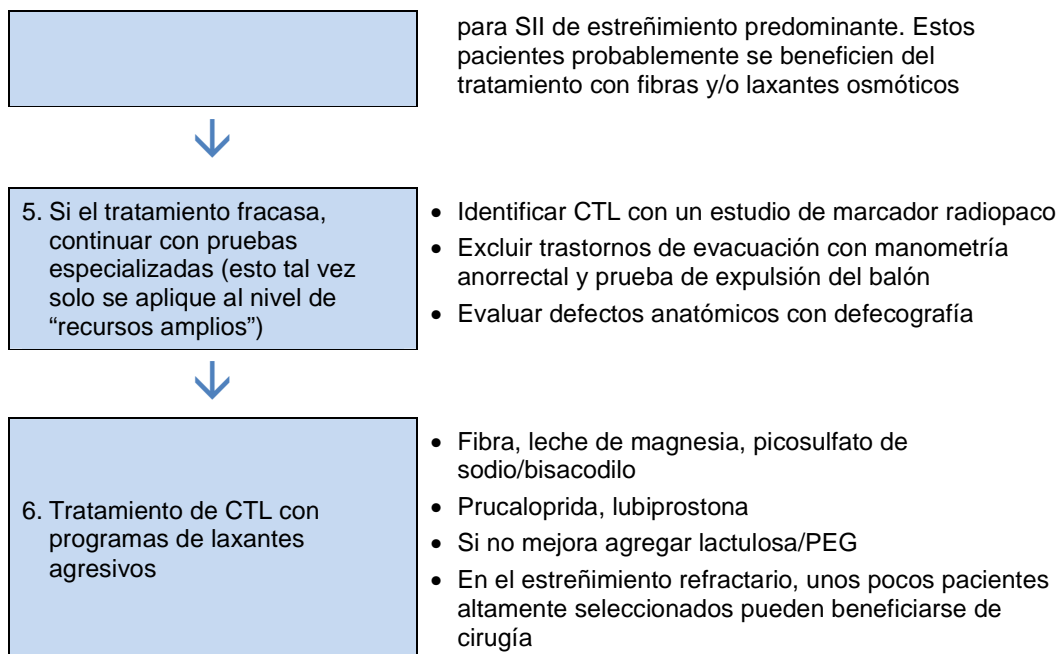 para SII de estreñimiento predominante. Estos
pacientes probablemente se beneficien del
tratamiento con fibras y/o laxantes osmóticos
5. Si el tratamiento fracasa,
continuar con pruebas
especializadas (esto tal vez
solo se aplique al nivel de
“recursos amplios”)
• Identificar CTL con un estudio de marcador radiopaco
• Excluir trastornos de evacuación con manometría
anorrectal y prueba de expulsión del balón
• Evaluar defectos anatómicos con defecografía
6. Tratamiento de CTL con
programas de laxantes
agresivos
• Fibra, leche de magnesia, picosulfato de
sodio/bisacodilo
• Prucaloprida, lubiprostona
• Si no mejora agregar lactulosa/PEG
• En el estreñimiento refractario, unos pocos pacientes
altamente seleccionados pueden beneficiarse de
cirugía